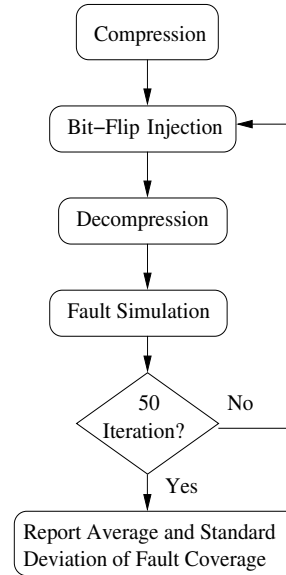 Compression
Bit−Flip Injection
Decompression
Fault Simulation
50
Iteration?
No
Yes
Report Average and Standard
Deviation of Fault Coverage